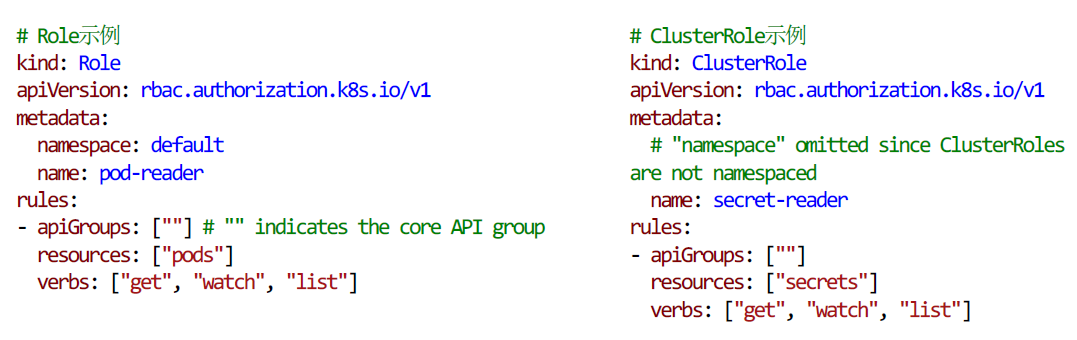 # Role示例
kind: Role
apiVersion: rbac.authorization.k8s.io/v1
metadata:
  namespace: default
  name: pod-reader
rules:
- apiGroups: [""] # "" indicates the core API group
  resources: ["pods"]
  verbs: ["get", "watch", "list"]
# ClusterRole示例
kind: ClusterRole
apiVersion: rbac.authorization.k8s.io/v1
metadata:
  # "namespace" omitted since ClusterRoles
are not namespaced
  name: secret-reader
rules:
- apiGroups: [""]
  resources: ["secrets"]
  verbs: ["get", "watch", "list"]